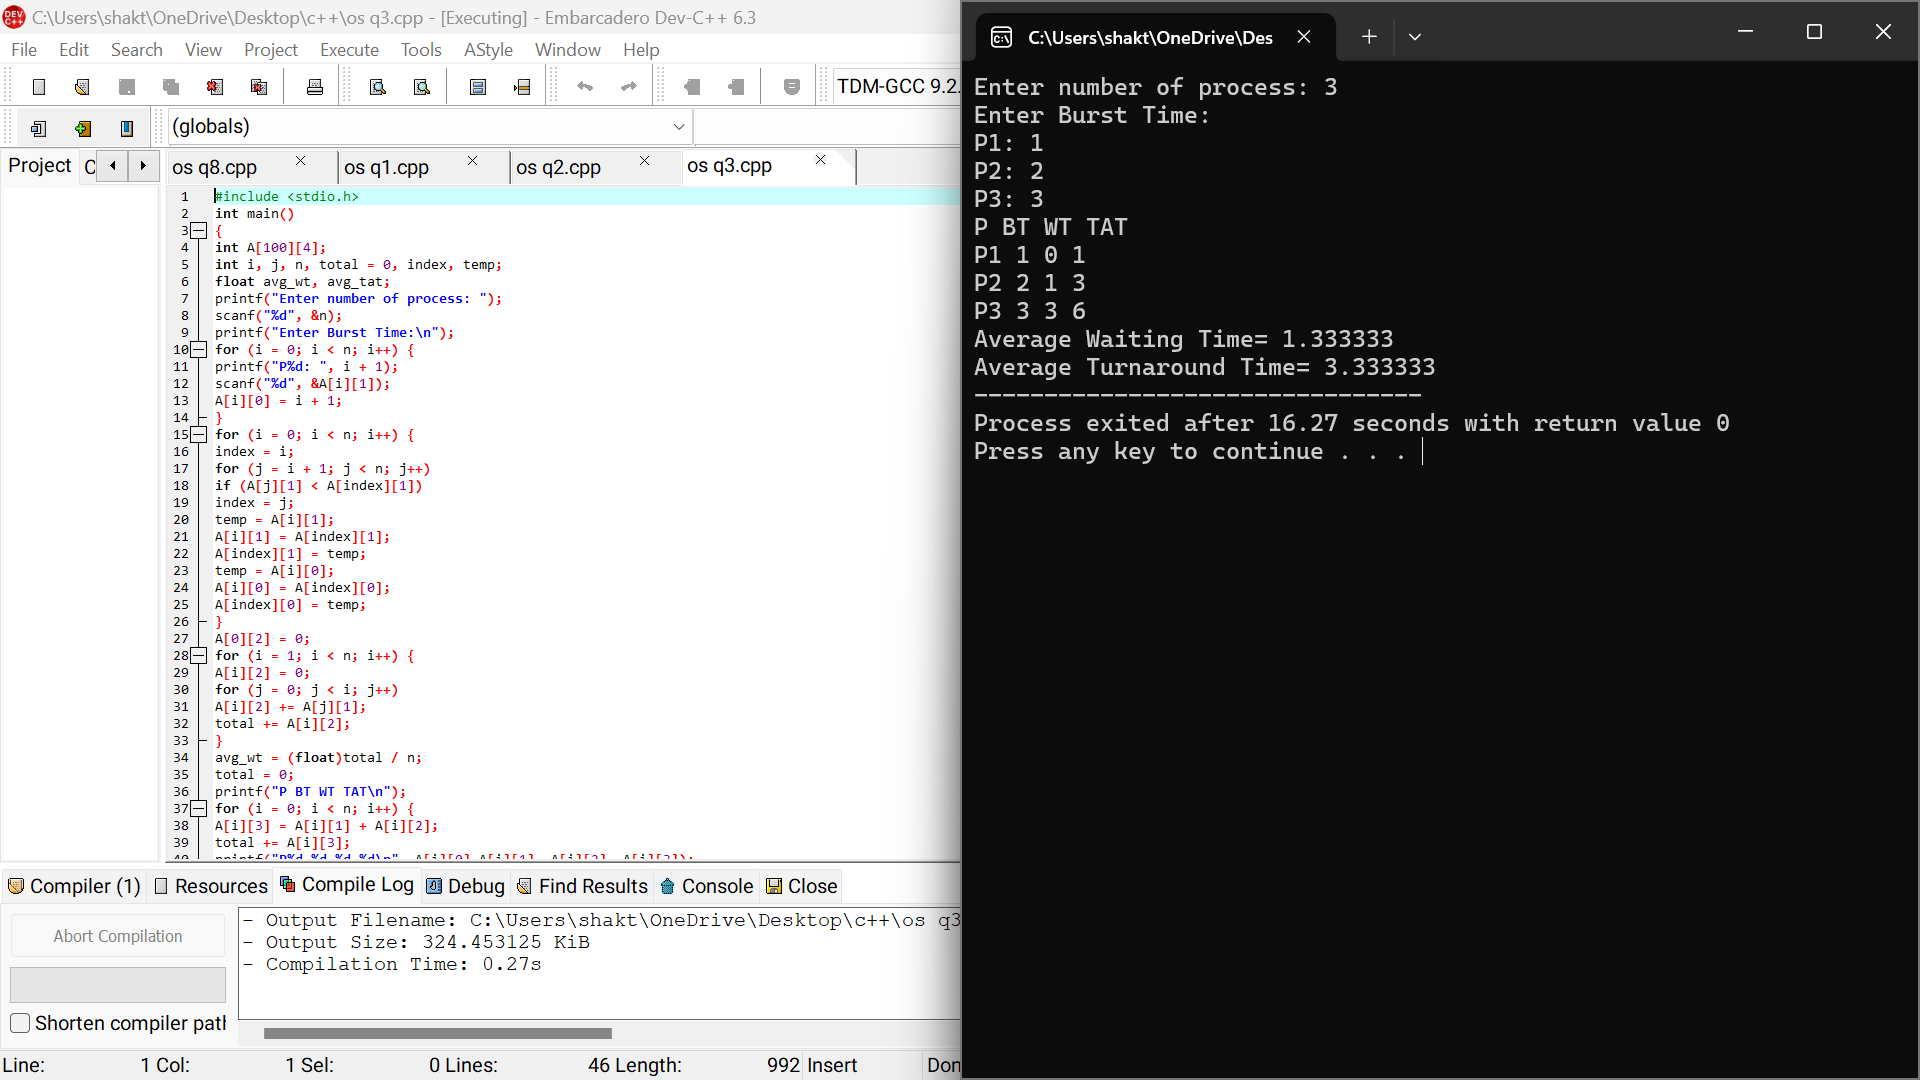 C:\Users\shakt\OneDrive\Desktop\c++\os q3.cpp - [Executing] - Embarcadero Dev-C++ 6.3
File Edit Search View Project Execute Tools AStyle Window Help
TDM-GCC 9.2.
(globals)
Project C
os q8.cpp os q1.cpp os q2.cpp os q3.cpp
1 #include <stdio.h>
2 int main()
3 {
4 int A[100][4];
5 int i, j, n, total = 0, index, temp;
6 float avg_wt, avg_tat;
7 printf("Enter number of process: ");
8 scanf("%d", &n);
9 printf("Enter Burst Time:\n");
10 for (i = 0; i < n; i++) {
11 printf("P%d: ", i + 1);
12 scanf("%d", &A[i][1]);
13 A[i][0] = i + 1;
14 }
15 for (i = 0; i < n; i++) {
16 index = i;
17 for (j = i + 1; j < n; j++)
18 if (A[j][1] < A[index][1])
19 index = j;
20 temp = A[i][1];
21 A[i][1] = A[index][1];
22 A[index][1] = temp;
23 temp = A[i][0];
24 A[i][0] = A[index][0];
25 A[index][0] = temp;
26 }
27 A[0][2] = 0;
28 for (i = 1; i < n; i++) {
29 A[i][2] = 0;
30 for (j = 0; j < i; j++)
31 A[i][2] += A[j][1];
32 total += A[i][2];
33 }
34 avg_wt = (float)total / n;
35 total = 0;
36 printf("P BT WT TAT\n");
37 for (i = 0; i < n; i++) {
38 A[i][3] = A[i][1] + A[i][2];
39 total += A[i][3];
40 printf("P%d %d %d %d\n", A[i][0],A[i][1], A[i][2], A[i][3]);
Compiler (1) Resources Compile Log Debug Find Results Console Close
Abort Compilation
Shorten compiler path
- Output Filename: C:\Users\shakt\OneDrive\Desktop\c++\os q3
- Output Size: 324.453125 KiB
- Compilation Time: 0.27s
Line: 1 Col: 1 Sel: 0 Lines: 46 Length: 992 Insert Don
C:\Users\shakt\OneDrive\Des
Enter number of process: 3
Enter Burst Time:
P1: 1
P2: 2
P3: 3
P BT WT TAT
P1 1 0 1
P2 2 1 3
P3 3 3 6
Average Waiting Time= 1.333333
Average Turnaround Time= 3.333333
--------------------------------
Process exited after 16.27 seconds with return value 0
Press any key to continue . . .